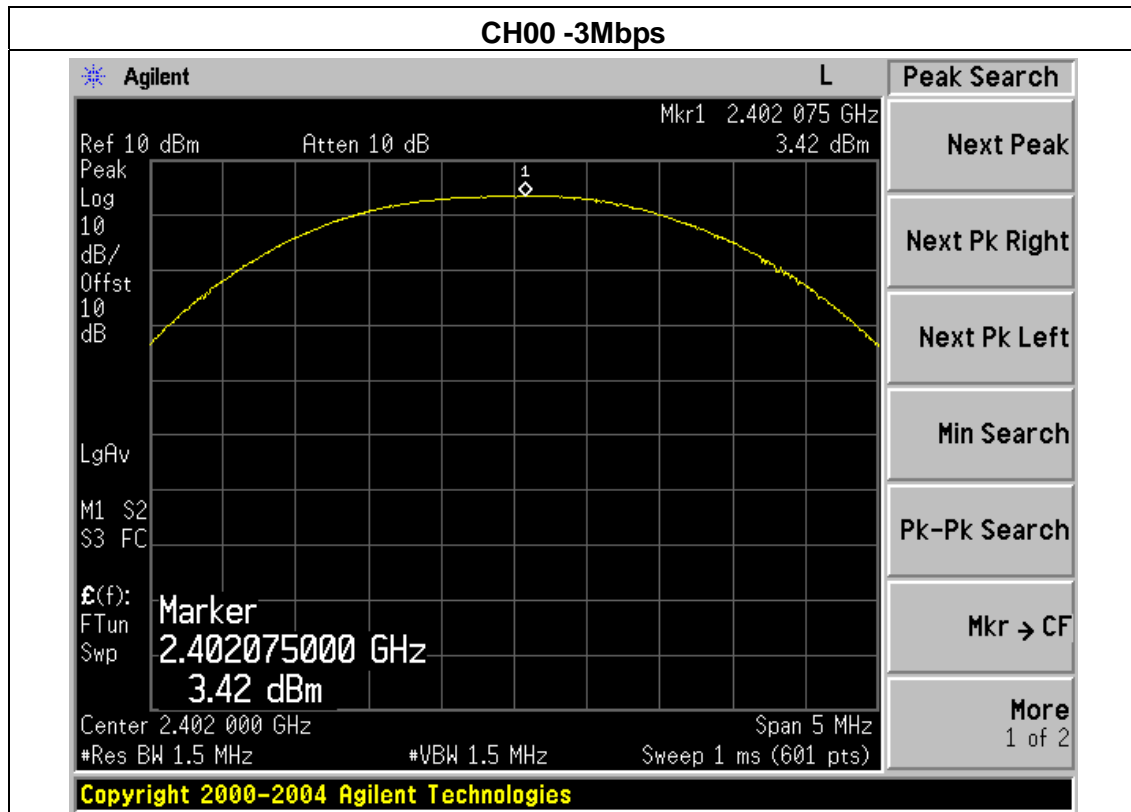 CH00 -3Mbps
Agilent L Peak Search
Mkr1 2.402 075 GHz
Ref 10 dBm Atten 10 dB 3.42 dBm
Peak
Log
10
dB/
Offst
10
dB
1
LgAv
M1 S2
S3 FC
£(f):
FTun
Swp
Marker
2.402075000 GHz
3.42 dBm
Center 2.402 000 GHz Span 5 MHz
#Res BW 1.5 MHz #VBW 1.5 MHz Sweep 1 ms (601 pts)
Next Peak
Next Pk Right
Next Pk Left
Min Search
Pk-Pk Search
Mkr → CF
More
1 of 2
Copyright 2000-2004 Agilent Technologies